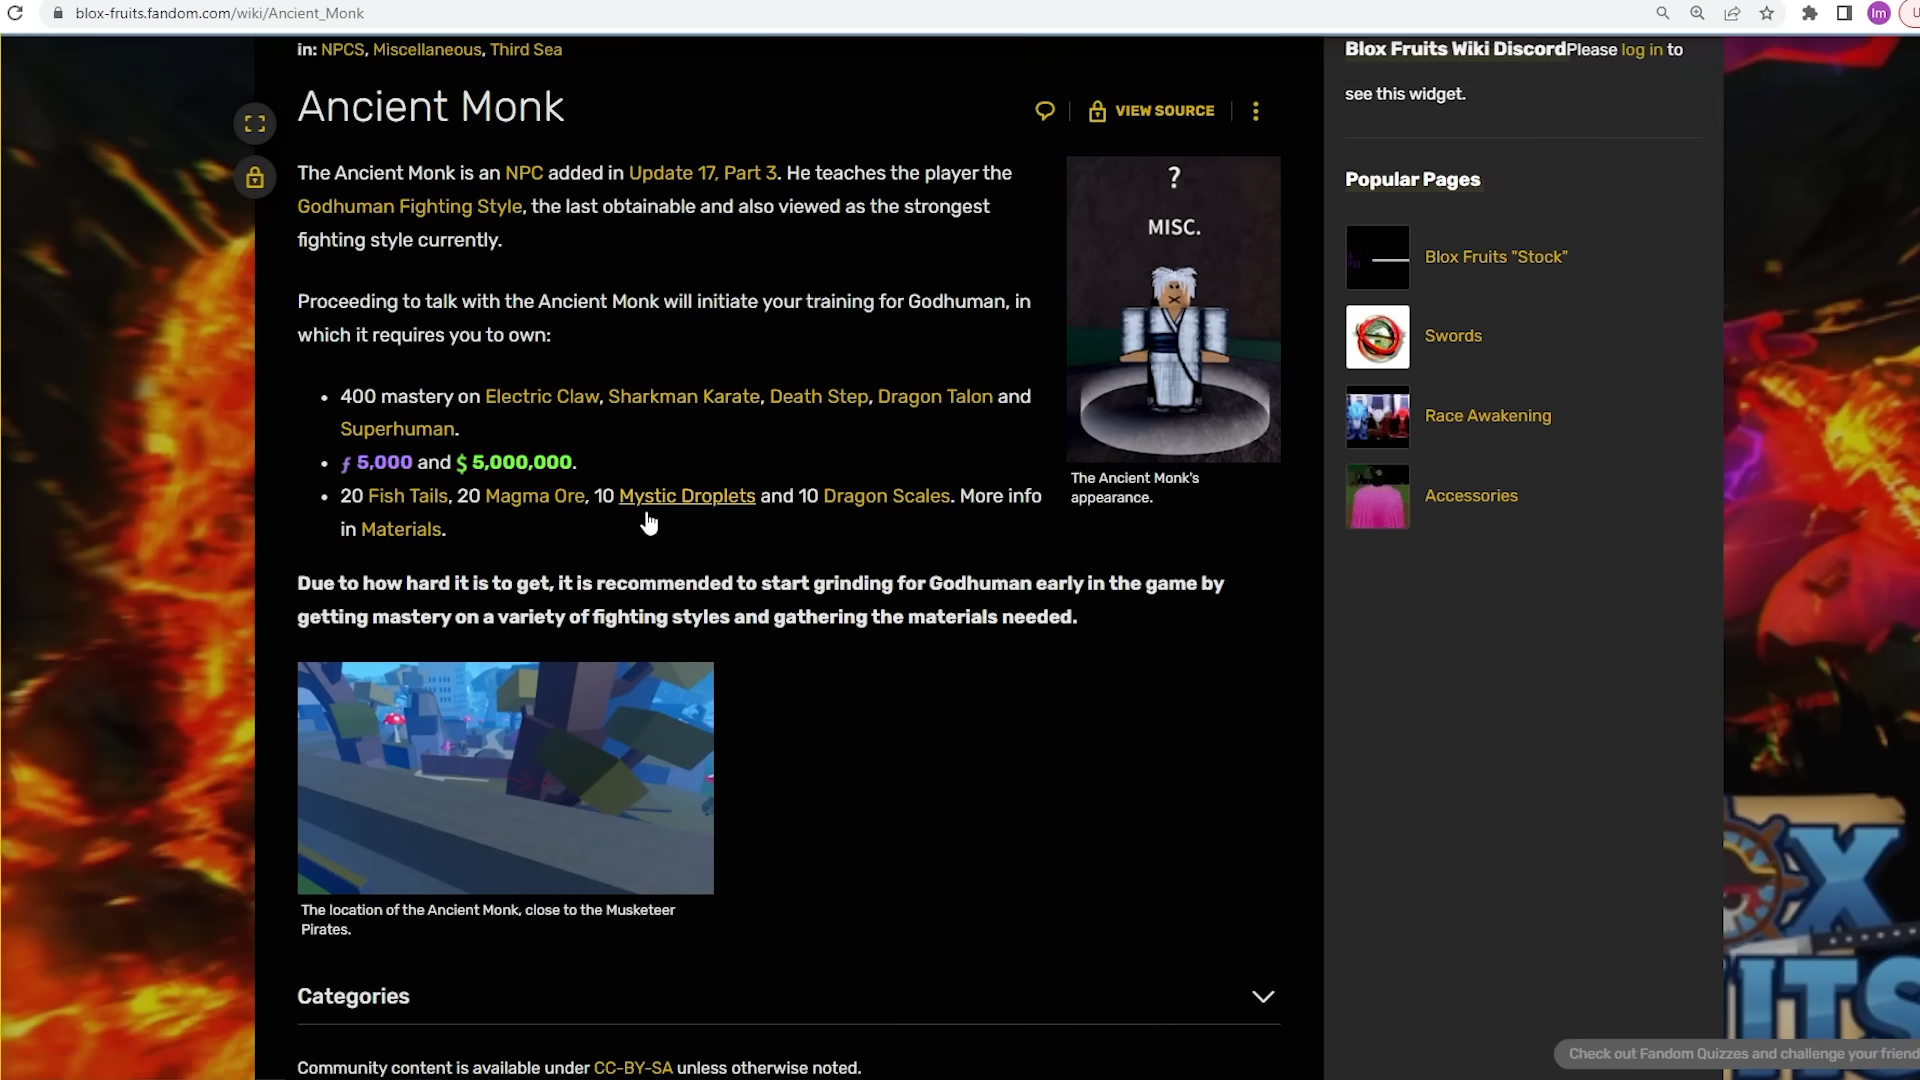 blox-fruits.fandom.com/wiki/Ancient_Monk
Im
in: NPCS, Miscellaneous, Third Sea
Ancient Monk
VIEW SOURCE
The Ancient Monk is an NPC added in Update 17, Part 3. He teaches the player the
Godhuman Fighting Style, the last obtainable and also viewed as the strongest
fighting style currently.
Proceeding to talk with the Ancient Monk will initiate your training for Godhuman, in
which it requires you to own:
• 400 mastery on Electric Claw, Sharkman Karate, Death Step, Dragon Talon and
Superhuman.
• ƒ 5,000 and $ 5,000,000.
• 20 Fish Tails, 20 Magma Ore, 10 Mystic Droplets and 10 Dragon Scales. More info
in Materials.
?
MISC.
The Ancient Monk's
appearance.
Due to how hard it is to get, it is recommended to start grinding for Godhuman early in the game by
getting mastery on a variety of fighting styles and gathering the materials needed.
The location of the Ancient Monk, close to the Musketeer
Pirates.
Categories
Community content is available under CC-BY-SA unless otherwise noted.
Blox Fruits Wiki DiscordPlease log in to
see this widget.
Popular Pages
Blox Fruits "Stock"
Swords
Race Awakening
Accessories
OX
ITS
Check out Fandom Quizzes and challenge your friend